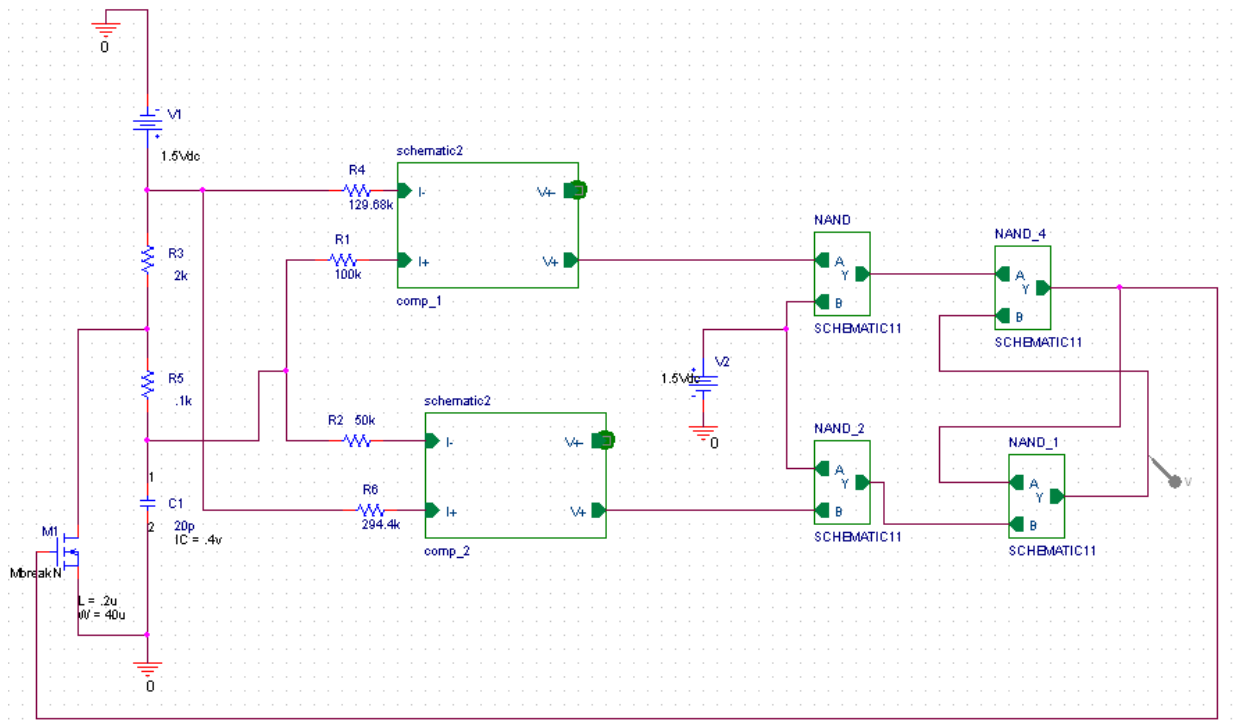 0
V1
1.5Vdc
schematic2
R4
129.68k
I-
V+
R1
100k
I+
V+
comp_1
R3
2k
NAND
A
Y
B
SCHEMATIC11
NAND_4
A
Y
B
SCHEMATIC11
V2
1.5Vdc
0
R5
.1k
schematic2
R2 50k
I-
V+
R6
294.4k
I+
V+
comp_2
NAND_2
A
Y
B
SCHEMATIC11
NAND_1
A
Y
B
SCHEMATIC11
V
1
C1
20p
2
IC = .4v
M1
MbreakN
L = .2u
W = 40u
0